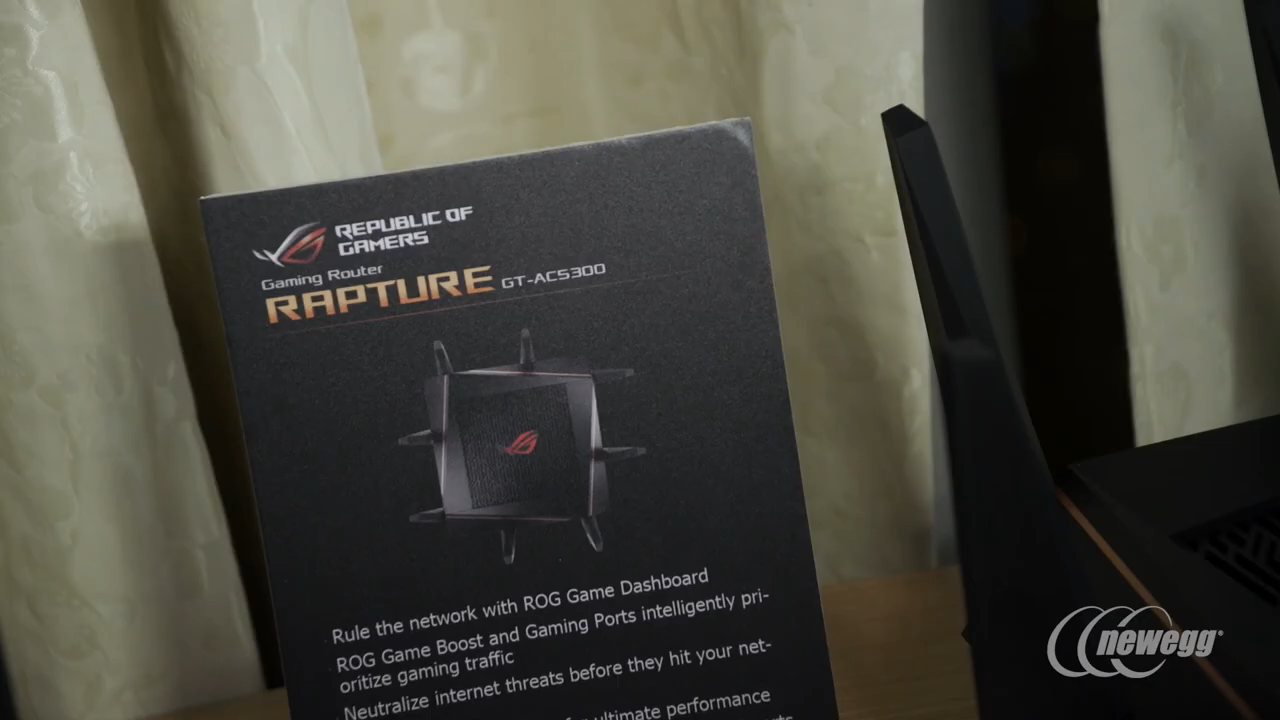 REPUBLIC OF
GAMERS
Gaming Router
RAPTURE GT-AC5300
Rule the network with ROG Game Dashboard
ROG Game Boost and Gaming Ports intelligently pri-
oritize gaming traffic
Neutralize internet threats before they hit your net-
ultimate performance
newegg